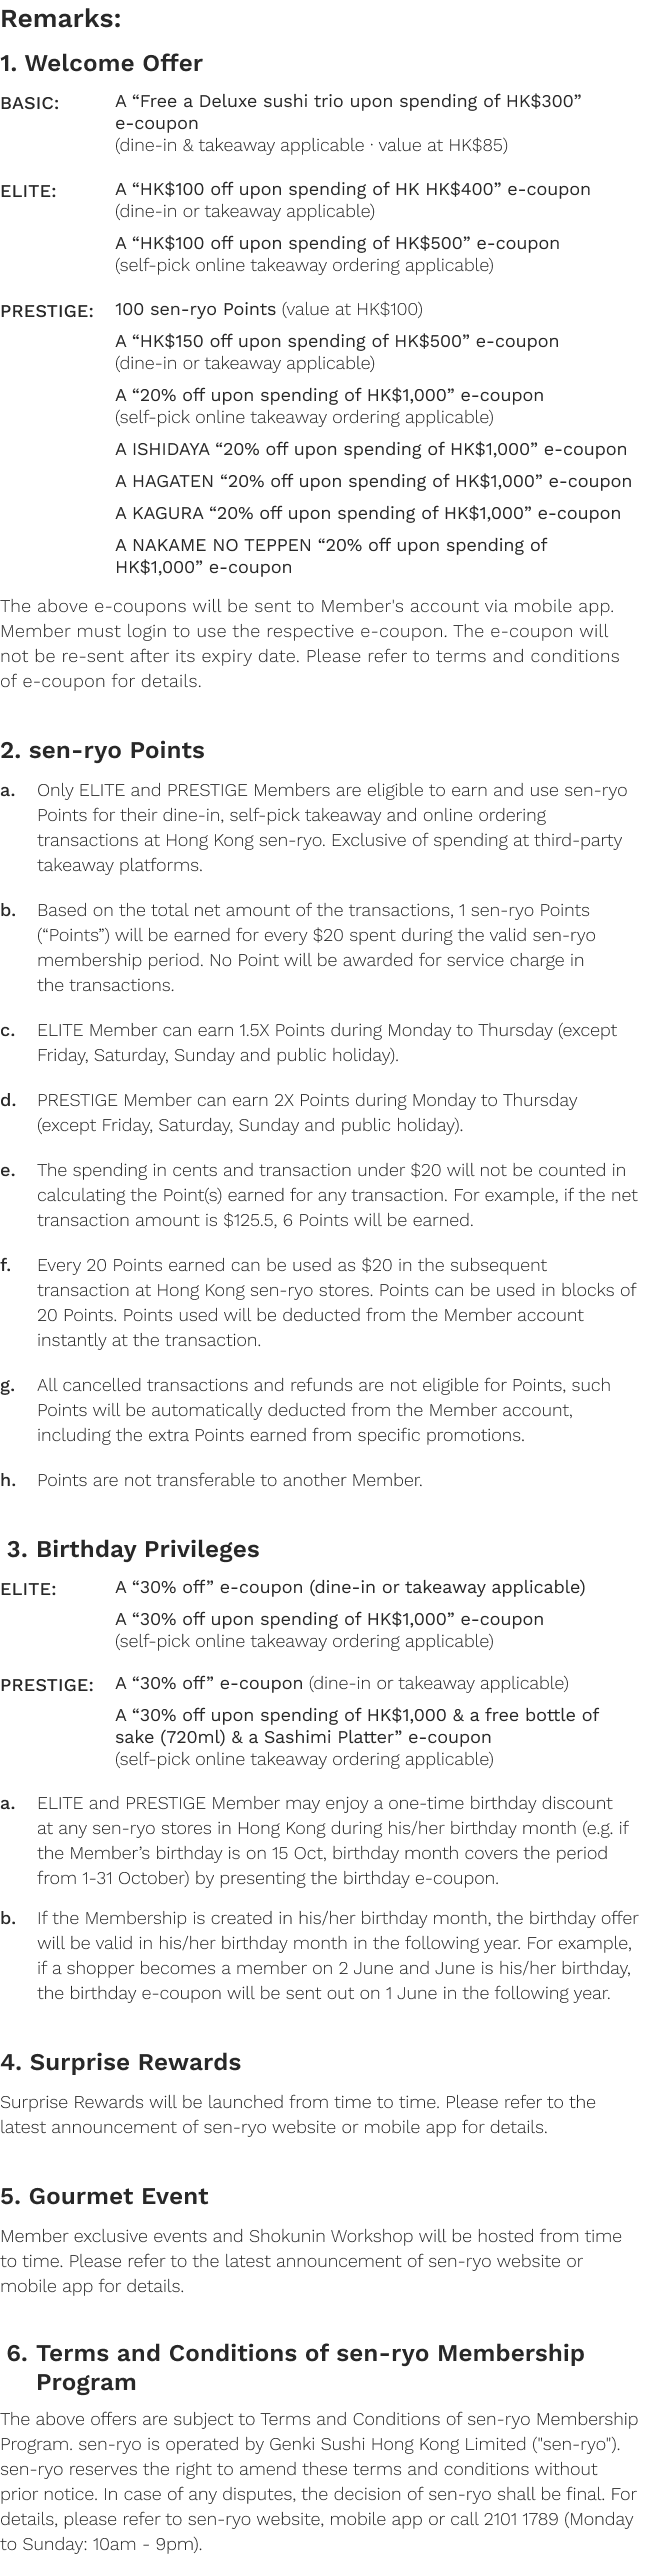 Remarks:
1. Welcome Offer
BASIC: A “Free a Deluxe sushi trio upon spending of HK$300”
e-coupon
(dine-in & takeaway applicable · value at HK$85)
ELITE: A “HK$100 off upon spending of HK HK$400” e-coupon
(dine-in or takeaway applicable)
A “HK$100 off upon spending of HK$500” e-coupon
(self-pick online takeaway ordering applicable)
PRESTIGE: 100 sen-ryo Points (value at HK$100)
A “HK$150 off upon spending of HK$500” e-coupon
(dine-in or takeaway applicable)
A “20% off upon spending of HK$1,000” e-coupon
(self-pick online takeaway ordering applicable)
A ISHIDAYA “20% off upon spending of HK$1,000” e-coupon
A HAGATEN “20% off upon spending of HK$1,000” e-coupon
A KAGURA “20% off upon spending of HK$1,000” e-coupon
A NAKAME NO TEPPEN “20% off upon spending of
HK$1,000” e-coupon
The above e-coupons will be sent to Member's account via mobile app.
Member must login to use the respective e-coupon. The e-coupon will
not be re-sent after its expiry date. Please refer to terms and conditions
of e-coupon for details.
2. sen-ryo Points
a. Only ELITE and PRESTIGE Members are eligible to earn and use sen-ryo
Points for their dine-in, self-pick takeaway and online ordering
transactions at Hong Kong sen-ryo. Exclusive of spending at third-party
takeaway platforms.
b. Based on the total net amount of the transactions, 1 sen-ryo Points
(“Points”) will be earned for every $20 spent during the valid sen-ryo
membership period. No Point will be awarded for service charge in
the transactions.
c. ELITE Member can earn 1.5X Points during Monday to Thursday (except
Friday, Saturday, Sunday and public holiday).
d. PRESTIGE Member can earn 2X Points during Monday to Thursday
(except Friday, Saturday, Sunday and public holiday).
e. The spending in cents and transaction under $20 will not be counted in
calculating the Point(s) earned for any transaction. For example, if the net
transaction amount is $125.5, 6 Points will be earned.
f. Every 20 Points earned can be used as $20 in the subsequent
transaction at Hong Kong sen-ryo stores. Points can be used in blocks of
20 Points. Points used will be deducted from the Member account
instantly at the transaction.
g. All cancelled transactions and refunds are not eligible for Points, such
Points will be automatically deducted from the Member account,
including the extra Points earned from specific promotions.
h. Points are not transferable to another Member.
3. Birthday Privileges
ELITE: A “30% off” e-coupon (dine-in or takeaway applicable)
A “30% off upon spending of HK$1,000” e-coupon
(self-pick online takeaway ordering applicable)
PRESTIGE: A “30% off” e-coupon (dine-in or takeaway applicable)
A “30% off upon spending of HK$1,000 & a free bottle of
sake (720ml) & a Sashimi Platter” e-coupon
(self-pick online takeaway ordering applicable)
a. ELITE and PRESTIGE Member may enjoy a one-time birthday discount
at any sen-ryo stores in Hong Kong during his/her birthday month (e.g. if
the Member’s birthday is on 15 Oct, birthday month covers the period
from 1-31 October) by presenting the birthday e-coupon.
b. If the Membership is created in his/her birthday month, the birthday offer
will be valid in his/her birthday month in the following year. For example,
if a shopper becomes a member on 2 June and June is his/her birthday,
the birthday e-coupon will be sent out on 1 June in the following year.
4. Surprise Rewards
Surprise Rewards will be launched from time to time. Please refer to the
latest announcement of sen-ryo website or mobile app for details.
5. Gourmet Event
Member exclusive events and Shokunin Workshop will be hosted from time
to time. Please refer to the latest announcement of sen-ryo website or
mobile app for details.
6. Terms and Conditions of sen-ryo Membership
Program
The above offers are subject to Terms and Conditions of sen-ryo Membership
Program. sen-ryo is operated by Genki Sushi Hong Kong Limited ("sen-ryo").
sen-ryo reserves the right to amend these terms and conditions without
prior notice. In case of any disputes, the decision of sen-ryo shall be final. For
details, please refer to sen-ryo website, mobile app or call 2101 1789 (Monday
to Sunday: 10am - 9pm).